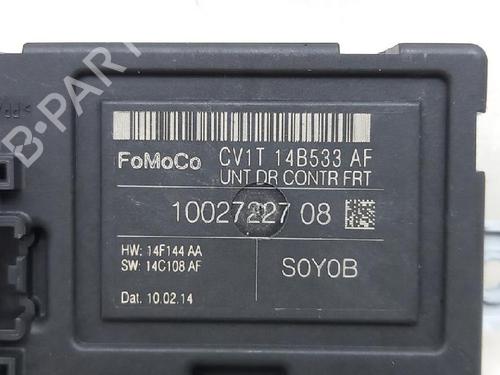 B-PARTS
FoMoCo CV1T 14B533 AF
UNT DR CONTR FRT
10027227 08
HW: 14F144 AA
SW: 14C108 AF
S0Y0B
Dat. 10.02.14